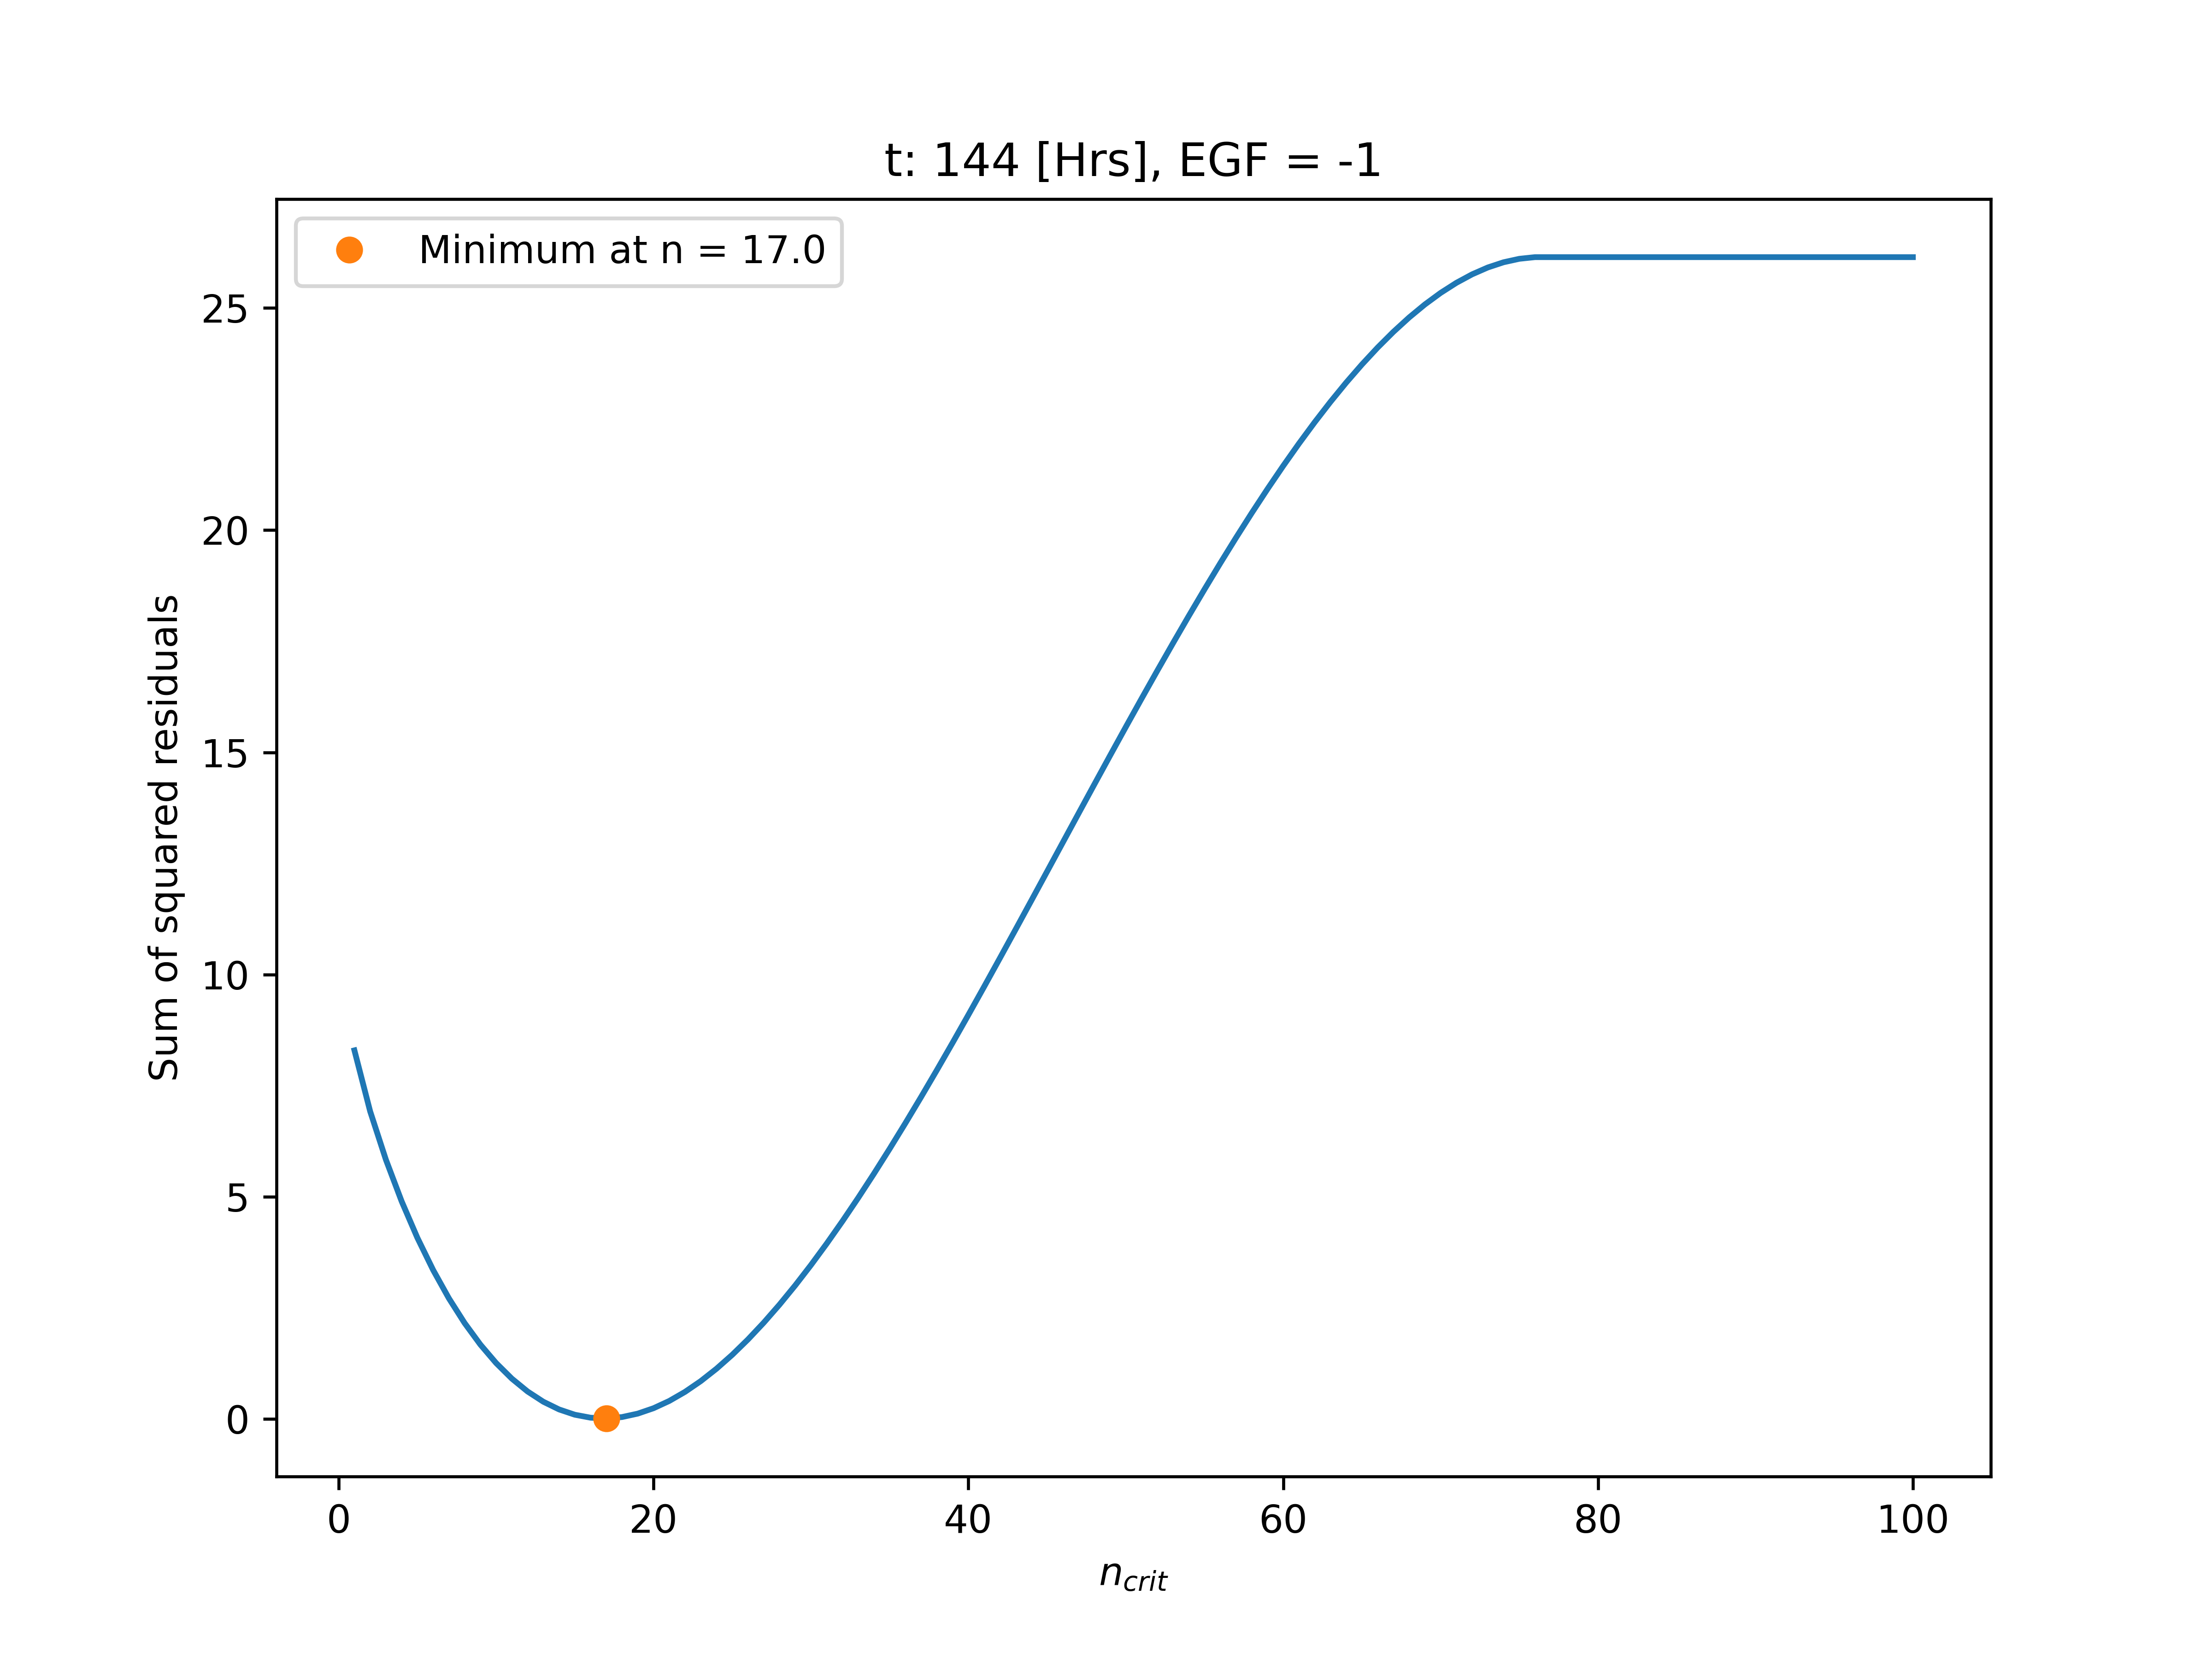 t: 144 [Hrs], EGF = -1
Minimum at n = 17.0
Sum of squared residuals
25
20
15
10
5
0
0 20 40 60 80 100
n_crit